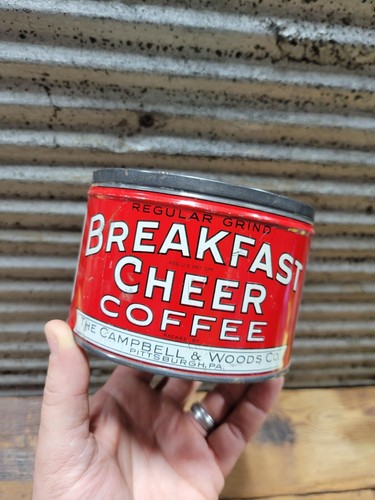 REGULAR GRIND
BREAKFAST
CHEER
COFFEE
THE CAMPBELL & WOODS CO.
PITTSBURGH, PA.